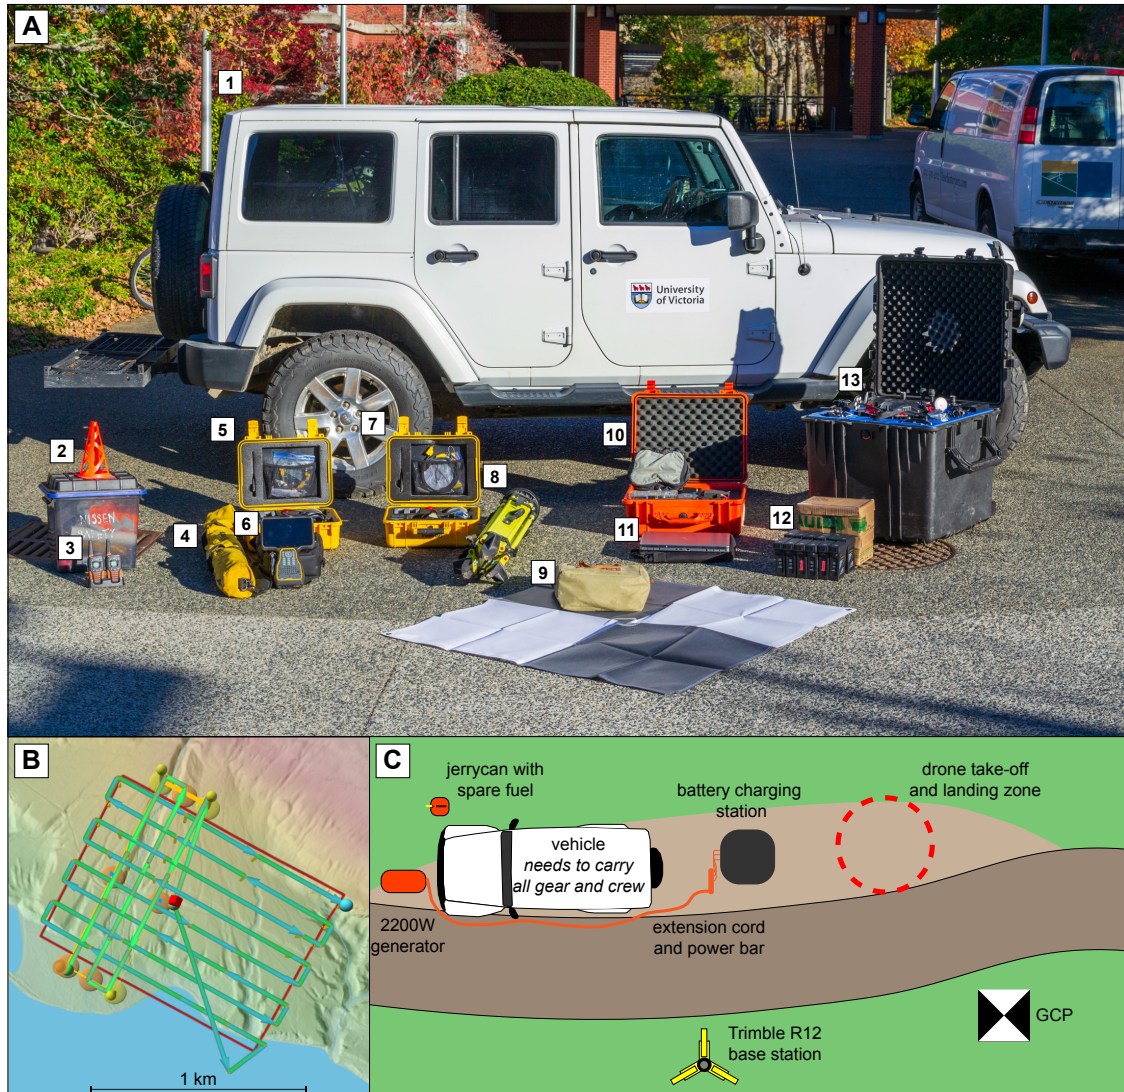 A
1
University
of Victoria
13
5
7
10
2
8
NISSEN
6
12
4
11
3
9
B
1 km
C
jerrycan with
spare fuel
battery charging
station
drone take-off
and landing zone
vehicle
needs to carry
all gear and crew
2200W
generator
extension cord
and power bar
GCP
Trimble R12
base station